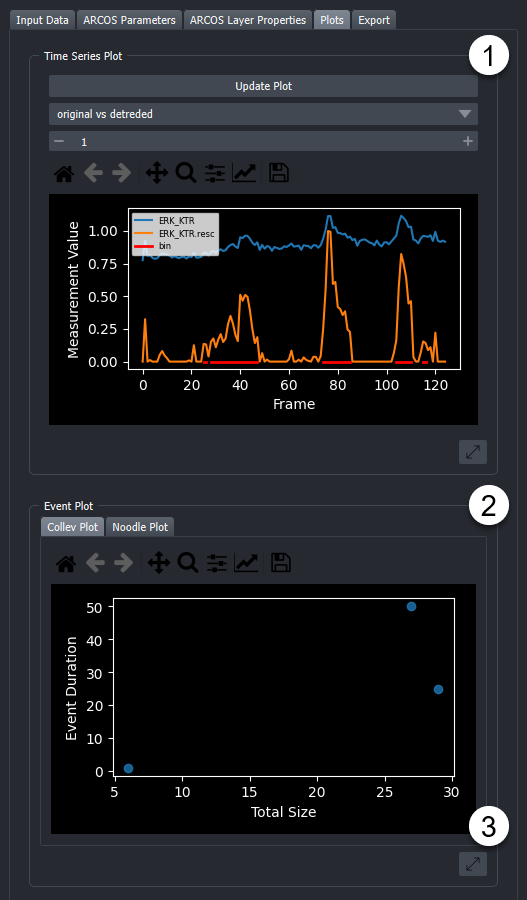 Input Data ARCOS Parameters ARCOS Layer Properties Plots Export
1
Time Series Plot
Update Plot
original vs detreded
1
ERK_KTR
ERK_KTR.resc
bin
1.00
0.75
0.50
0.25
0.00
Measurement Value
0 20 40 60 80 100 120
Frame
2
Event Plot
Collev Plot Noodle Plot
50
40
30
20
10
0
Event Duration
5 10 15 20 25 30
Total Size
3